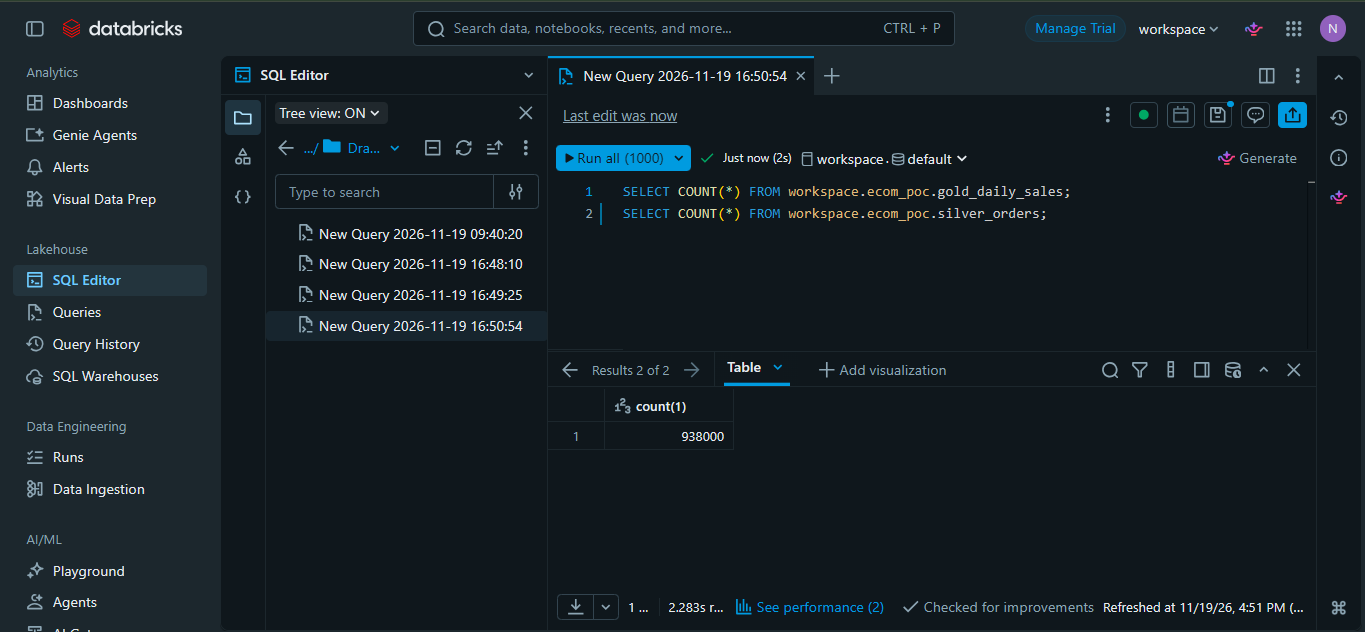 databricks
Search data, notebooks, recents, and more... CTRL + P
Manage Trial
workspace
N
Analytics
Dashboards
Genie Agents
Alerts
Visual Data Prep
Lakehouse
SQL Editor
Queries
Query History
SQL Warehouses
Data Engineering
Runs
Data Ingestion
AI/ML
Playground
Agents
SQL Editor
Tree view: ON
.../ Dra...
Type to search
New Query 2026-11-19 09:40:20
New Query 2026-11-19 16:48:10
New Query 2026-11-19 16:49:25
New Query 2026-11-19 16:50:54
New Query 2026-11-19 16:50:54
Last edit was now
Run all (1000) Just now (2s) workspace. default
Generate
1 SELECT COUNT(*) FROM workspace.ecom_poc.gold_daily_sales;
2 SELECT COUNT(*) FROM workspace.ecom_poc.silver_orders;
Results 2 of 2 Table Add visualization
123 count(1)
1 938000
1 ... 2.283s r... See performance (2) Checked for improvements Refreshed at 11/19/26, 4:51 PM (...